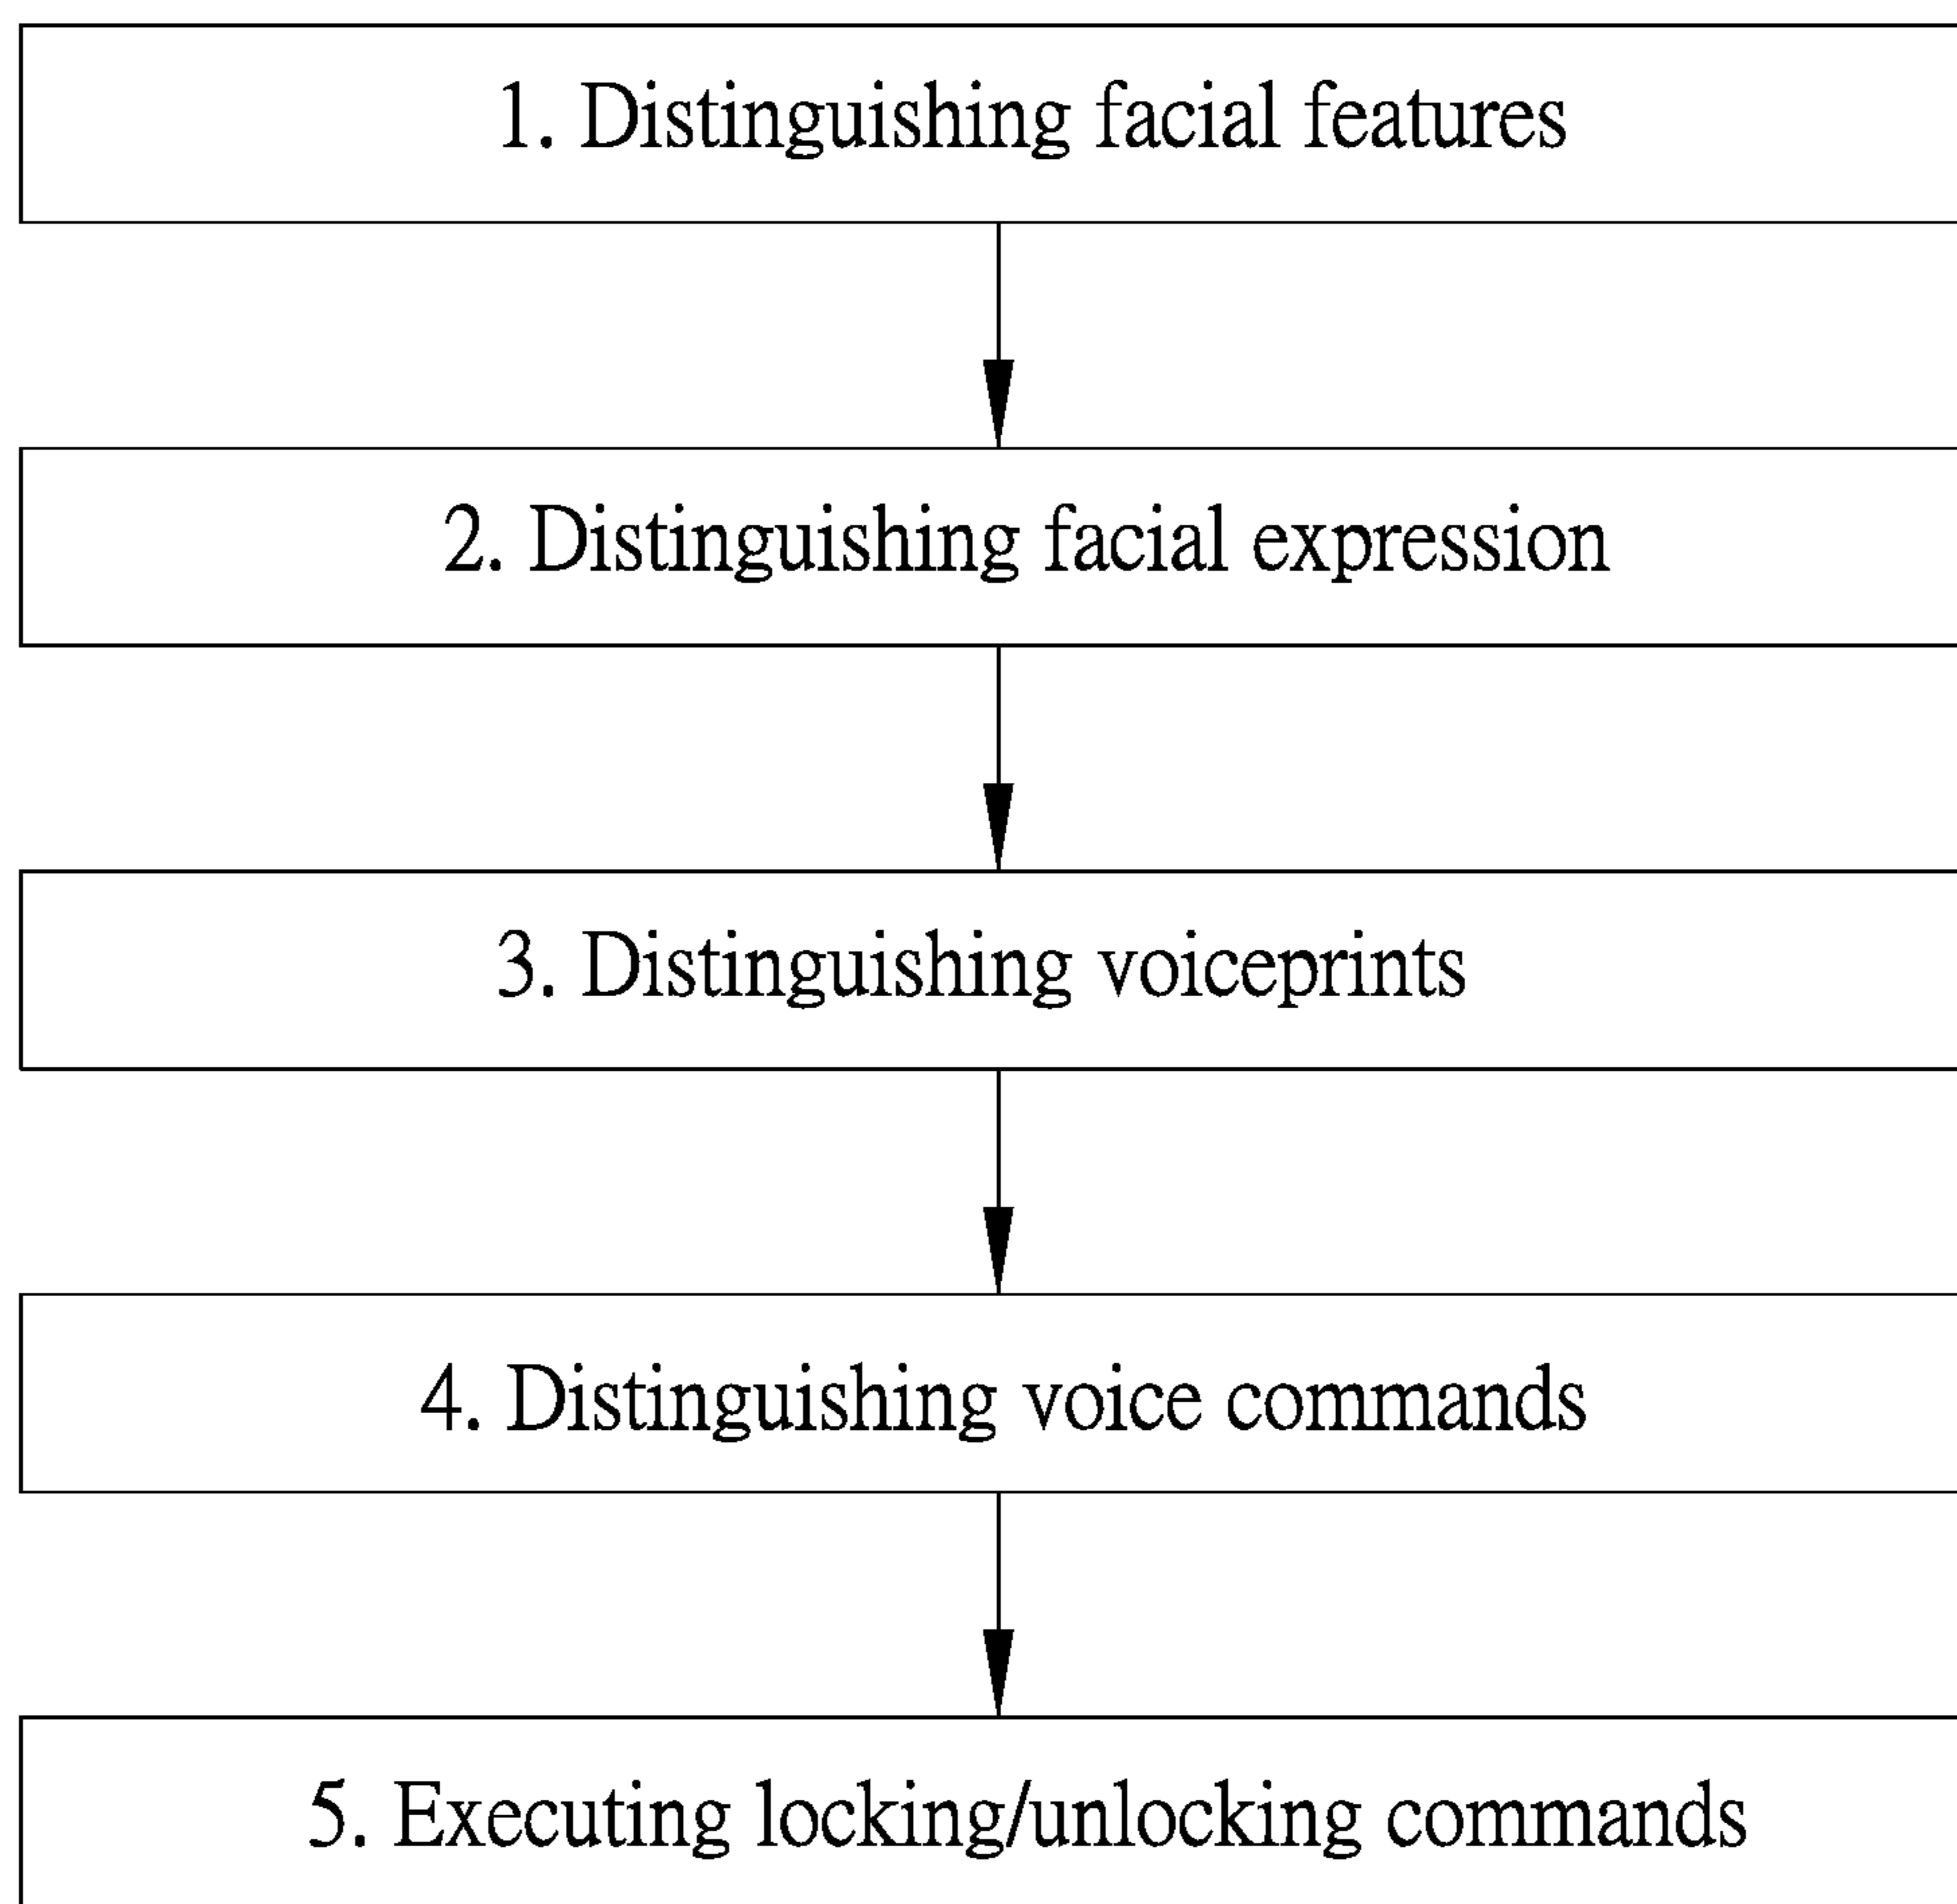 1. Distinguishing facial features
2. Distinguishing facial expression
3. Distinguishing voiceprints
4. Distinguishing voice commands
5. Executing locking/unlocking commands